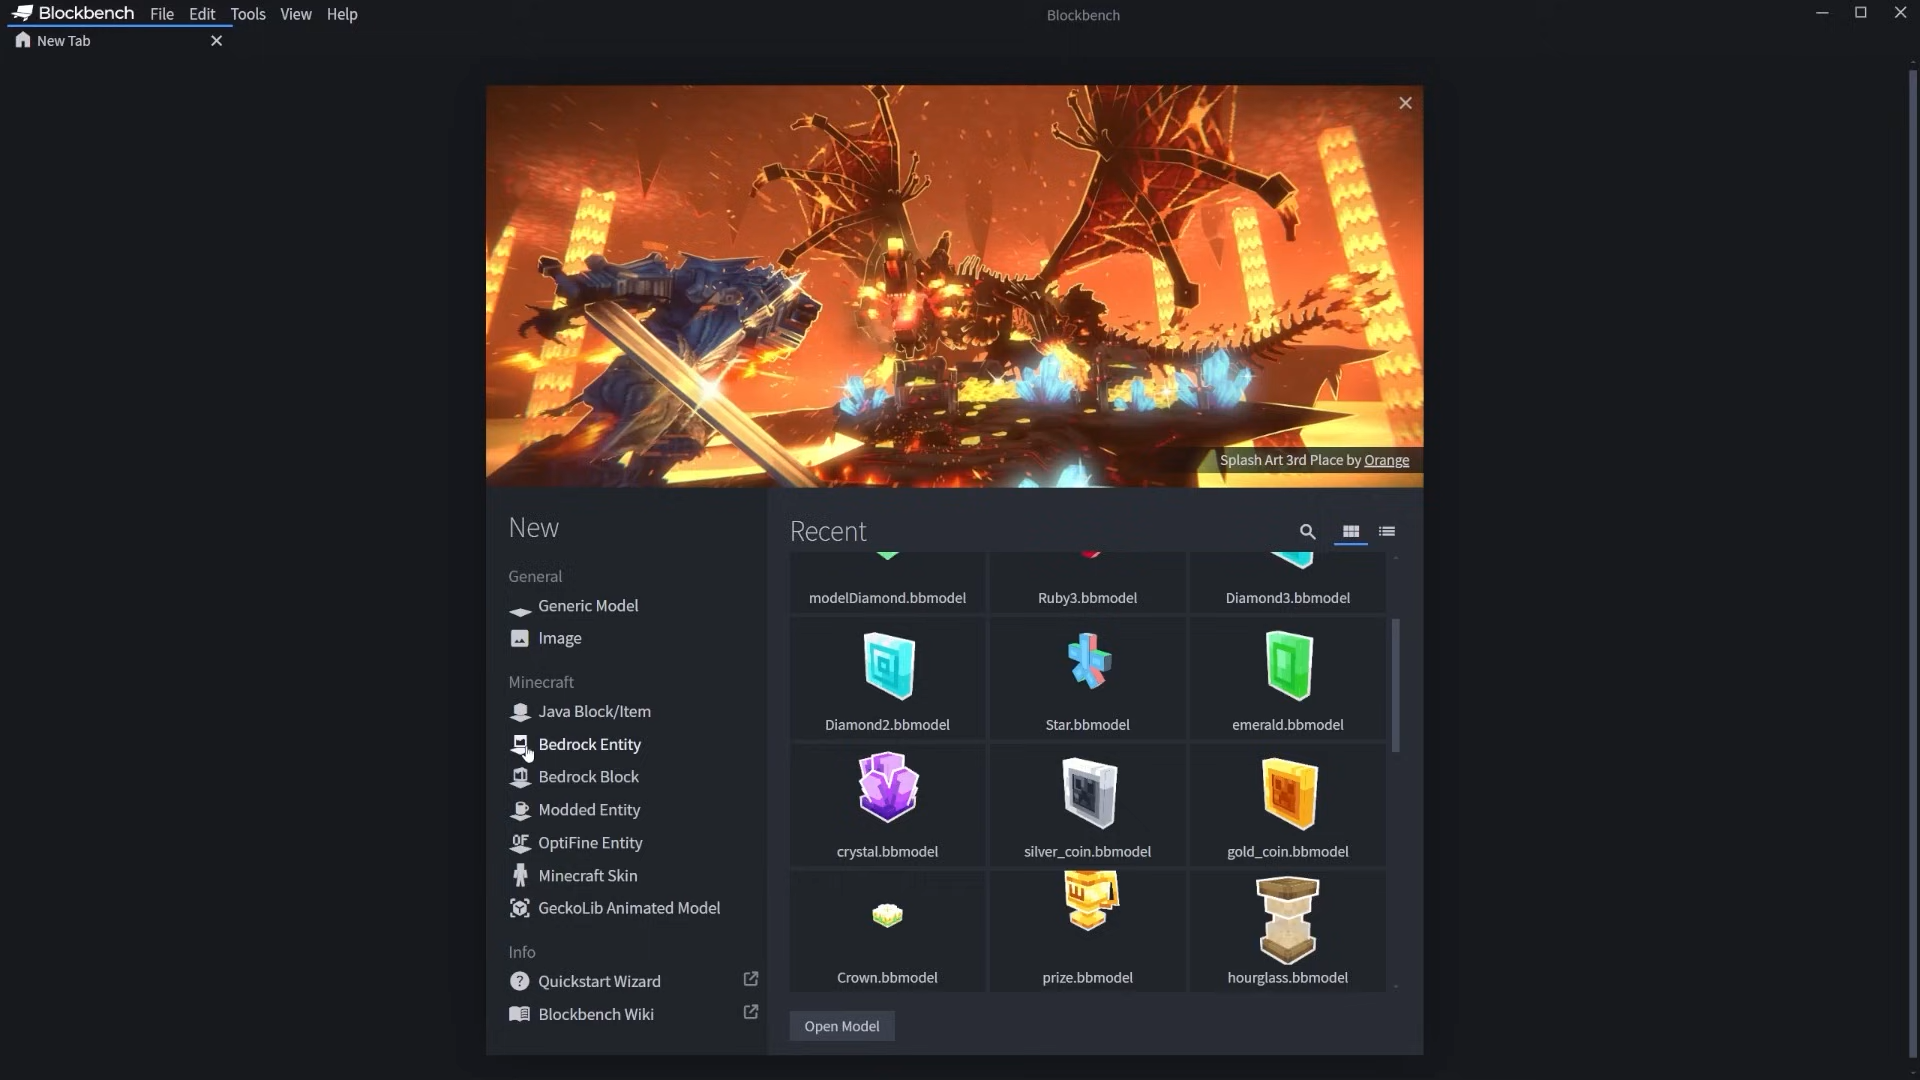 Blockbench File Edit Tools View Help
Blockbench
New Tab
Splash Art 3rd Place by Orange
New
General
Generic Model
Image
Minecraft
Java Block/Item
Bedrock Entity
Bedrock Block
Modded Entity
OptiFine Entity
Minecraft Skin
GeckoLib Animated Model
Info
Quickstart Wizard
Blockbench Wiki
Recent
modelDiamond.bbmodel
Ruby3.bbmodel
Diamond3.bbmodel
Diamond2.bbmodel
Star.bbmodel
emerald.bbmodel
crystal.bbmodel
silver_coin.bbmodel
gold_coin.bbmodel
Crown.bbmodel
prize.bbmodel
hourglass.bbmodel
Open Model